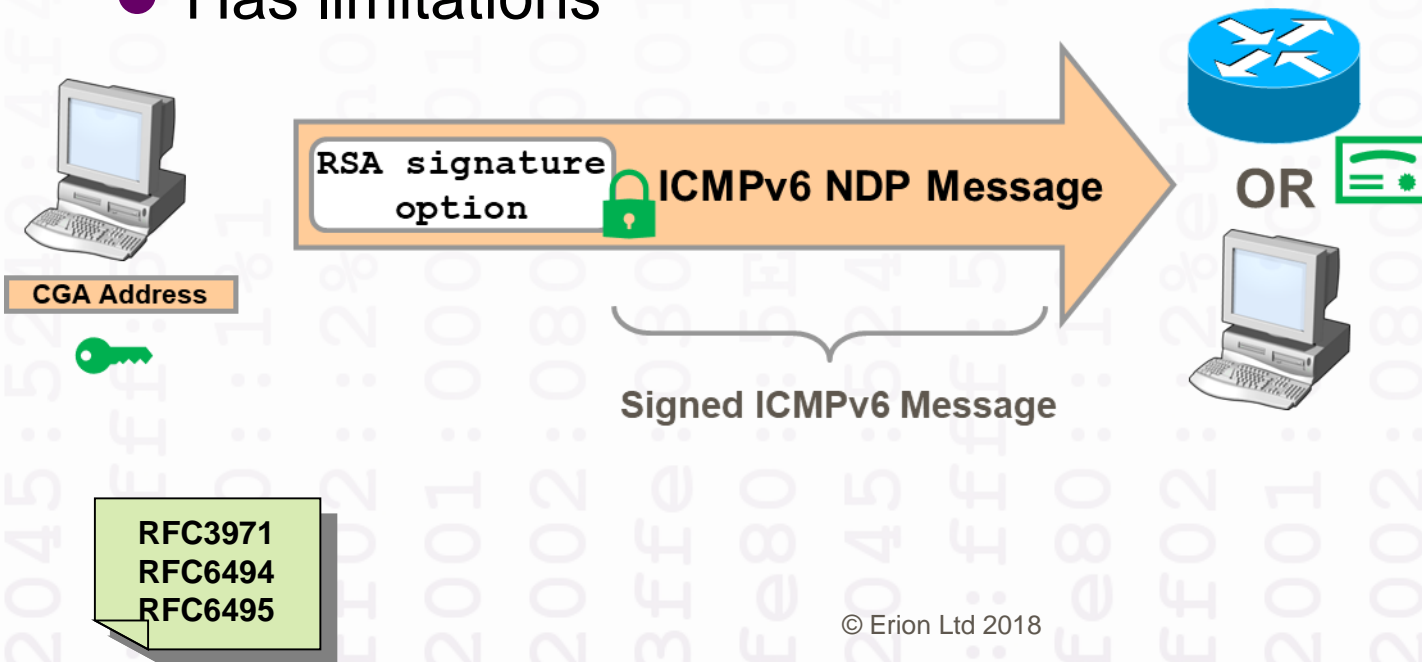 Has limitations
RSA signature
option
ICMPv6 NDP Message
OR
CGA Address
Signed ICMPv6 Message
RFC3971
RFC6494
RFC6495
© Erion Ltd 2018